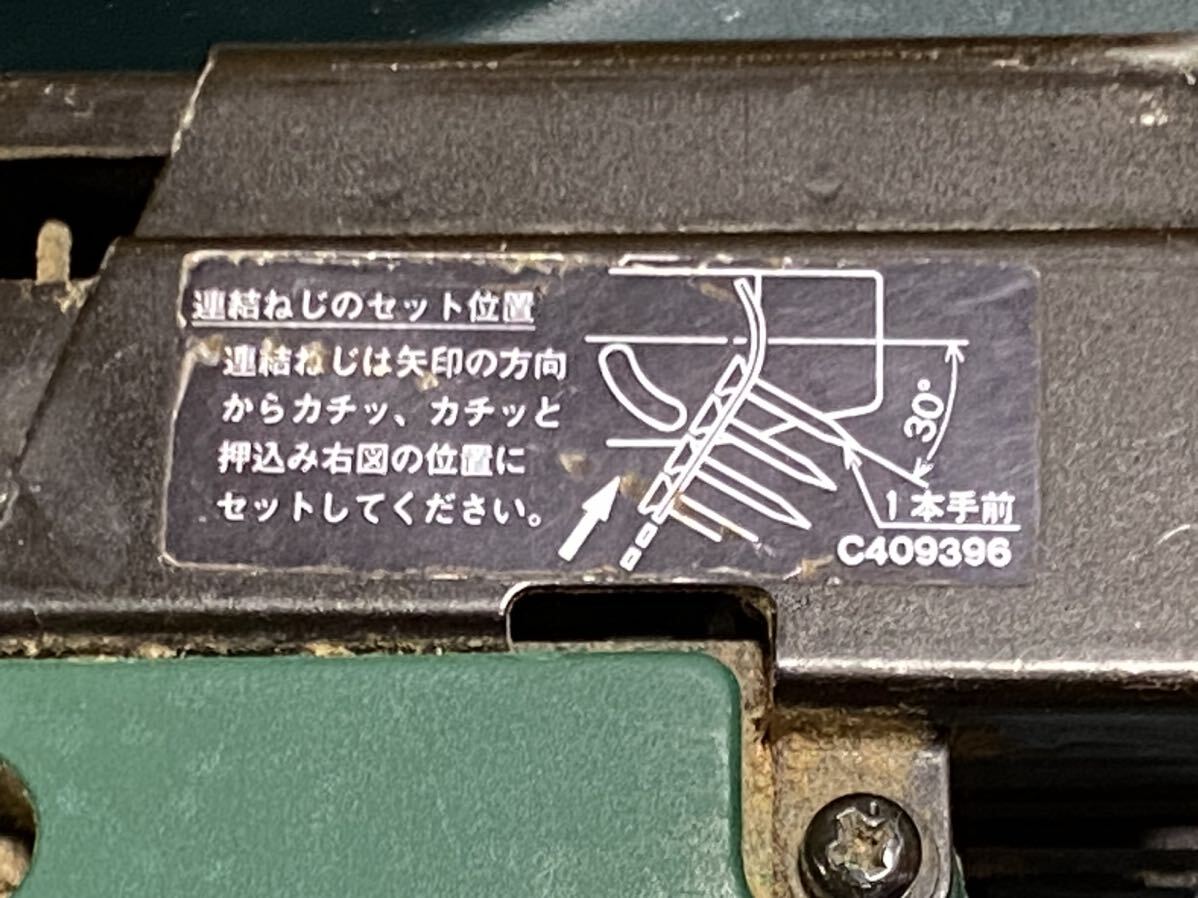 連結ねじのセット位置
連結ねじは矢印の方向
からカチッ、カチッと
押込み右図の位置に
セットしてください。
30°
1本手前
C409396